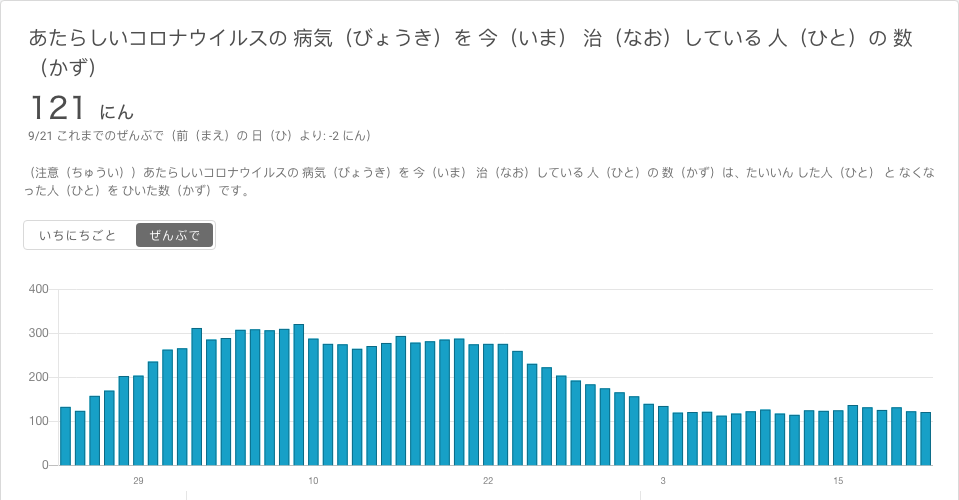 あたらしいコロナウイルスの 病気（びょうき）を 今（いま） 治（なお）している 人（ひと）の 数
（かず）
121 にん
9/21 これまでのぜんぶで（前（まえ）の 日（ひ）より: -2 にん）
（注意（ちゅうい））あたらしいコロナウイルスの 病気（びょうき）を 今（いま） 治（なお）している 人（ひと）の 数（かず）は、たいいん した人（ひと） と なくな
った人（ひと）を ひいた数（かず）です。
いちにちごと ぜんぶで
400
300
200
100
0
29 10 22 3 15